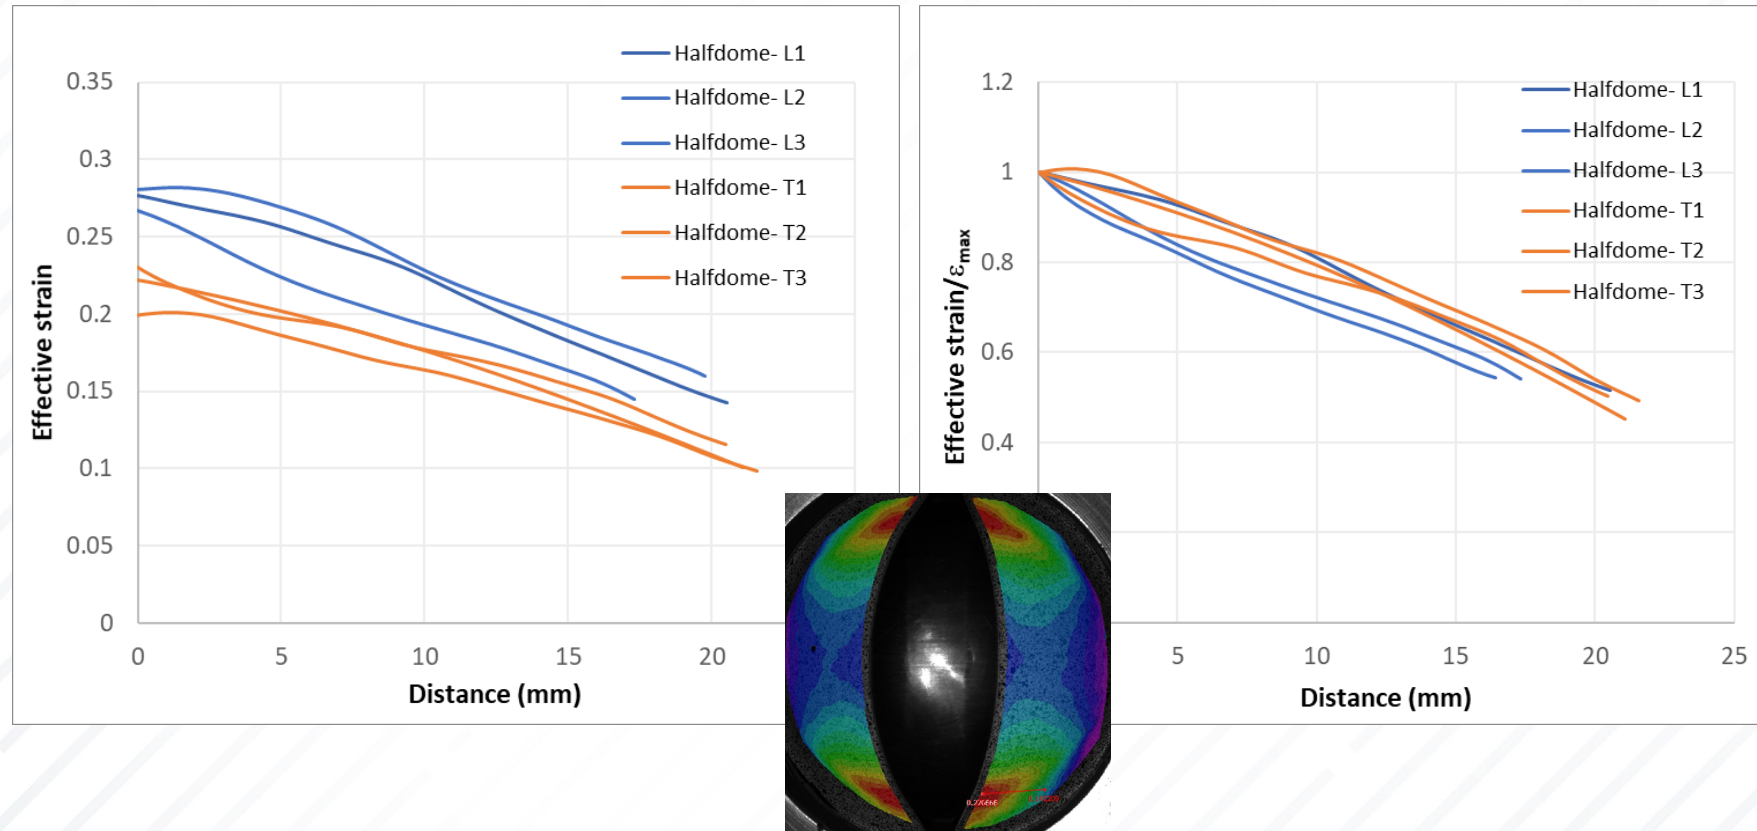 Halfdome- L1
Halfdome- L2
Halfdome- L3
Halfdome- T1
Halfdome- T2
Halfdome- T3
0.35
0.3
0.25
0.2
0.15
0.1
0.05
0
0 5 10 15 20
Effective strain
Distance (mm)
Halfdome- L1
Halfdome- L2
Halfdome- L3
Halfdome- T1
Halfdome- T2
Halfdome- T3
1.2
1
0.8
0.6
0.4
5 10 15 20 25
Effective strain/εmax
Distance (mm)